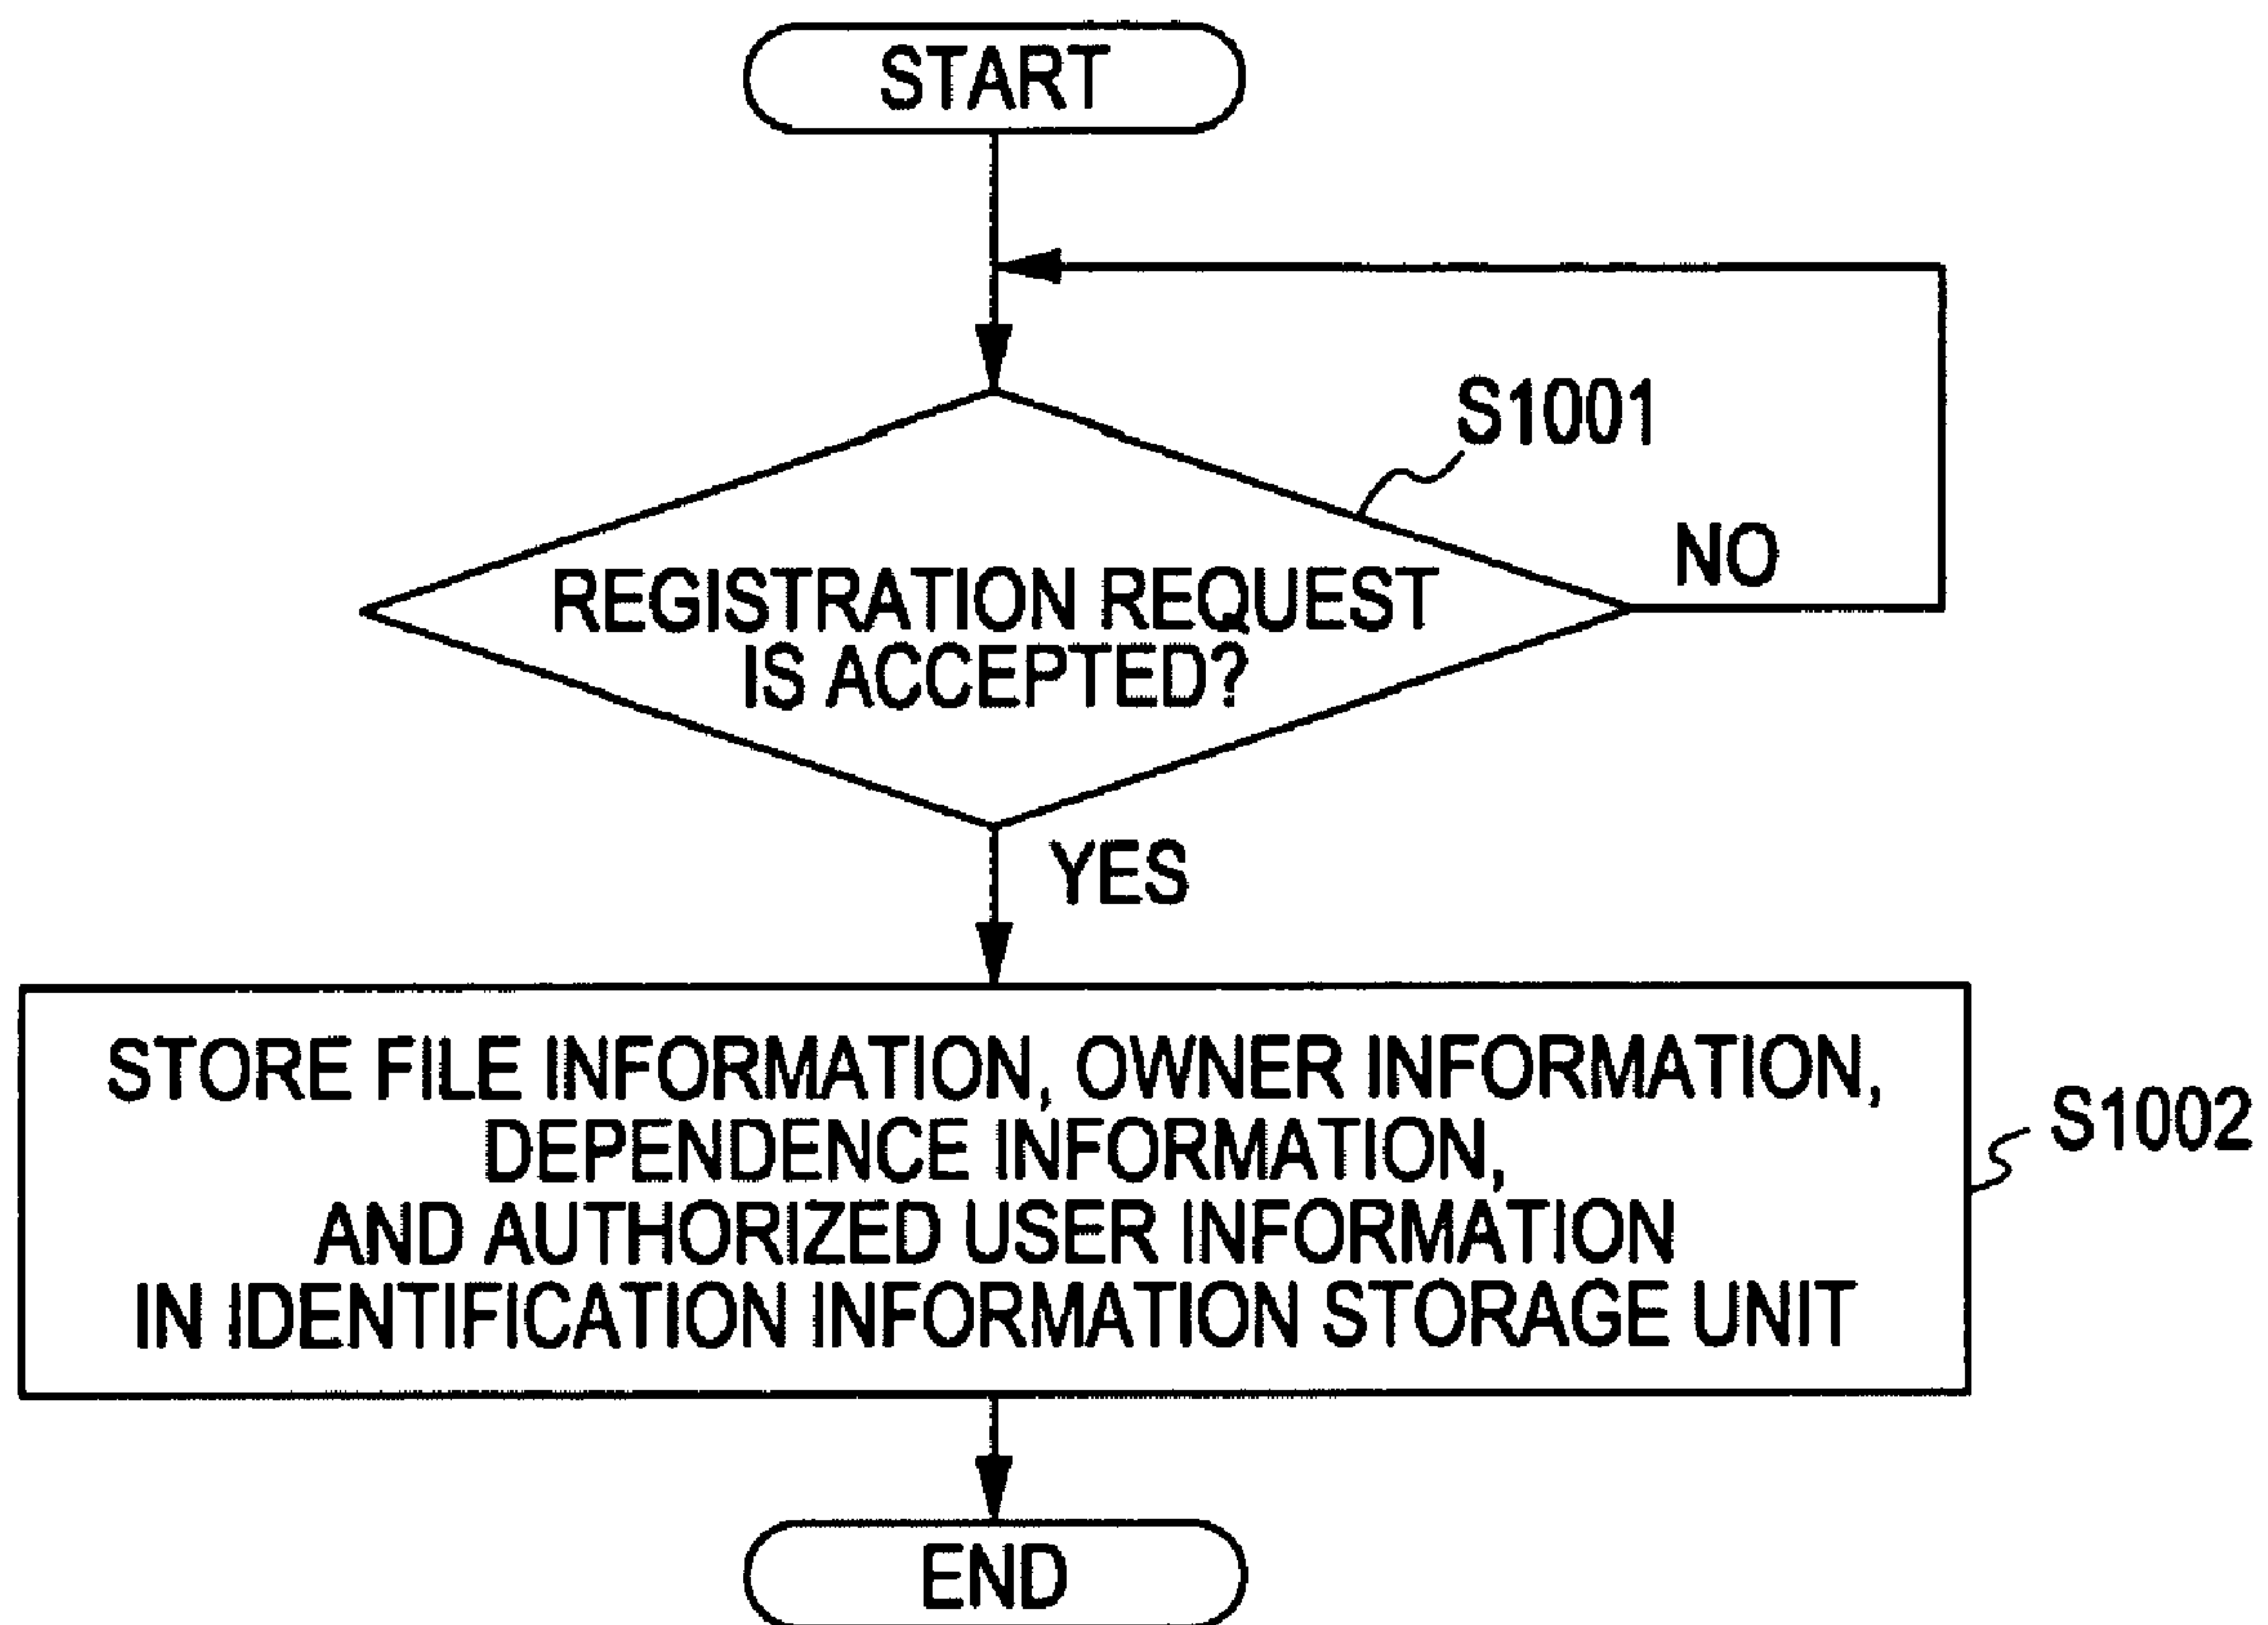 START
S1001
NO
REGISTRATION REQUEST
IS ACCEPTED?
YES
STORE FILE INFORMATION, OWNER INFORMATION,
DEPENDENCE INFORMATION,
AND AUTHORIZED USER INFORMATION
IN IDENTIFICATION INFORMATION STORAGE UNIT
S1002
END